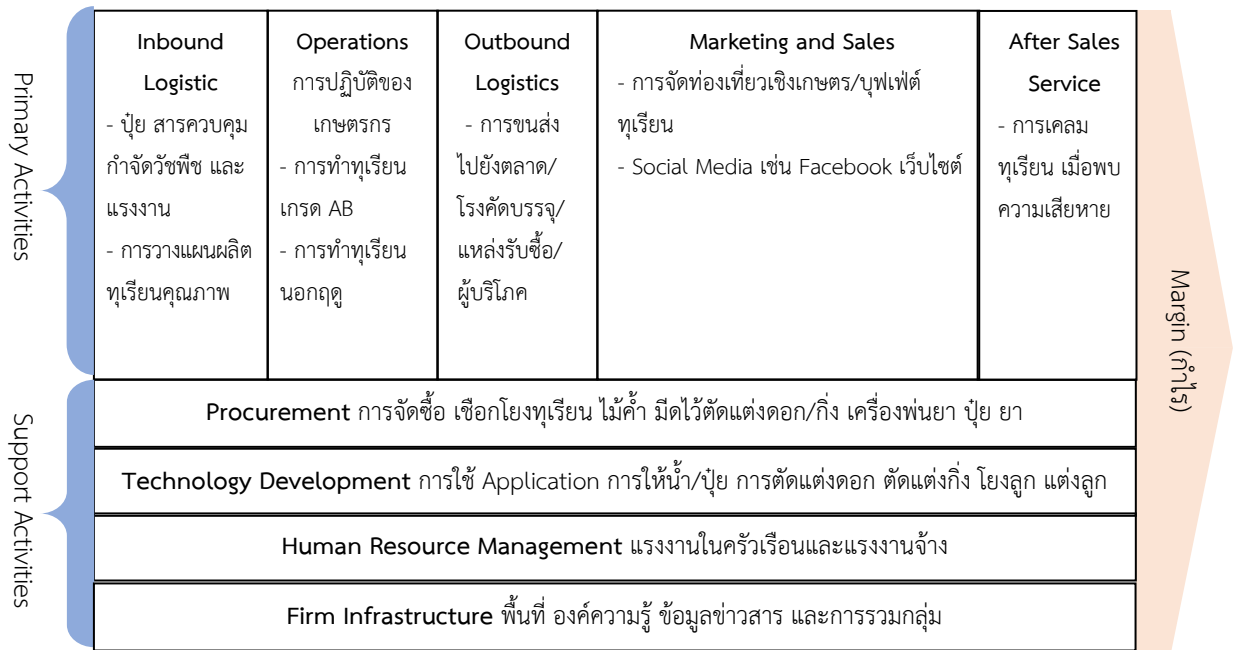 Primary Activities
Inbound
Logistic
- ปุ๋ย สารควบคุม
กำจัดวัชพืช และ
แรงงาน
- การวางแผนผลิต
ทุเรียนคุณภาพ
Operations
การปฏิบัติของ
เกษตรกร
- การทำทุเรียน
เกรด AB
- การทำทุเรียน
นอกฤดู
Outbound
Logistics
- การขนส่ง
ไปยังตลาด/
โรงคัดบรรจุ/
แหล่งรับซื้อ/
ผู้บริโภค
Marketing and Sales
- การจัดท่องเที่ยวเชิงเกษตร/บุฟเฟ่ต์
ทุเรียน
- Social Media เช่น Facebook เว็บไซต์
After Sales
Service
- การเคลม
ทุเรียน เมื่อพบ
ความเสียหาย
Support Activities
Procurement การจัดซื้อ เชือกโยงทุเรียน ไม้ค้ำ มีดไว้ตัดแต่งดอก/กิ่ง เครื่องพ่นยา ปุ๋ย ยา
Technology Development การใช้ Application การให้น้ำ/ปุ๋ย การตัดแต่งดอก ตัดแต่งกิ่ง โยงลูก แต่งลูก
Human Resource Management แรงงานในครัวเรือนและแรงงานจ้าง
Firm Infrastructure พื้นที่ องค์ความรู้ ข้อมูลข่าวสาร และการรวมกลุ่ม
Margin (กำไร)